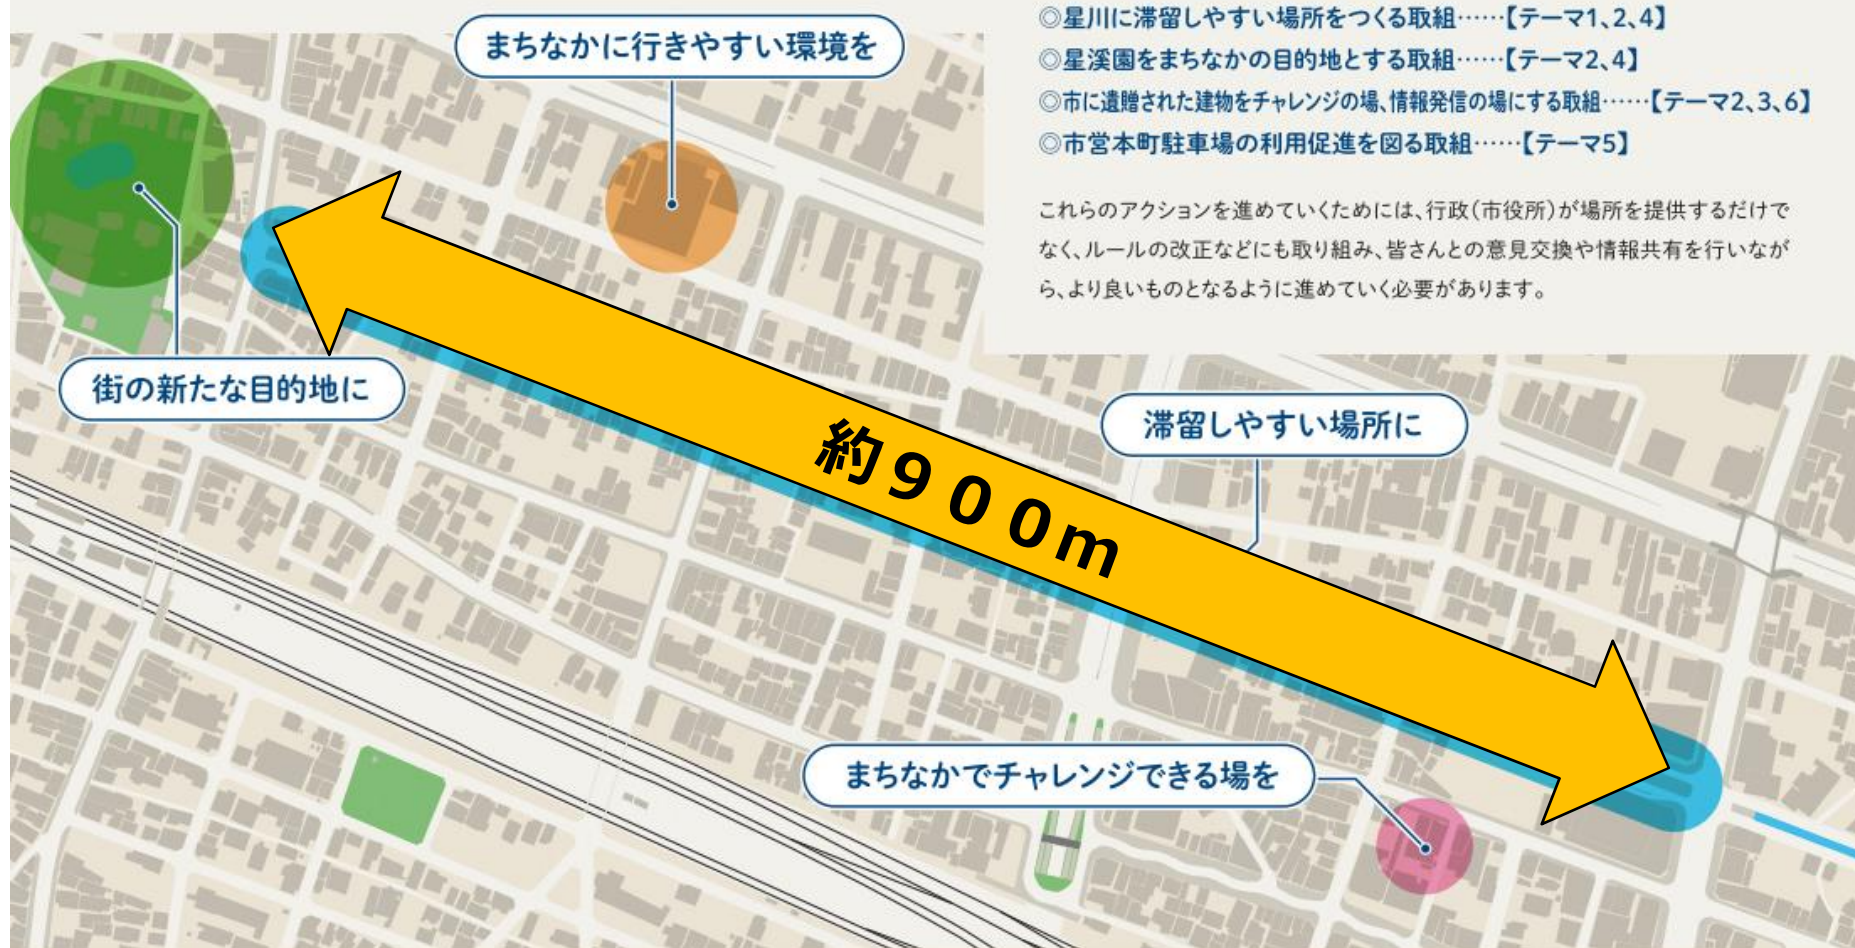 ◎星川に滞留しやすい場所をつくる取組……【テーマ1、2、4】
◎星溪園をまちなかの目的地とする取組……【テーマ2、4】
◎市に遺贈された建物をチャレンジの場、情報発信の場にする取組……【テーマ2、3、6】
◎市営本町駐車場の利用促進を図る取組……【テーマ5】
これらのアクションを進めていくためには、行政(市役所)が場所を提供するだけで
なく、ルールの改正などにも取り組み、皆さんとの意見交換や情報共有を行いなが
ら、より良いものとなるように進めていく必要があります。
まちなかに行きやすい環境を
街の新たな目的地に
滞留しやすい場所に
約900m
まちなかでチャレンジできる場を